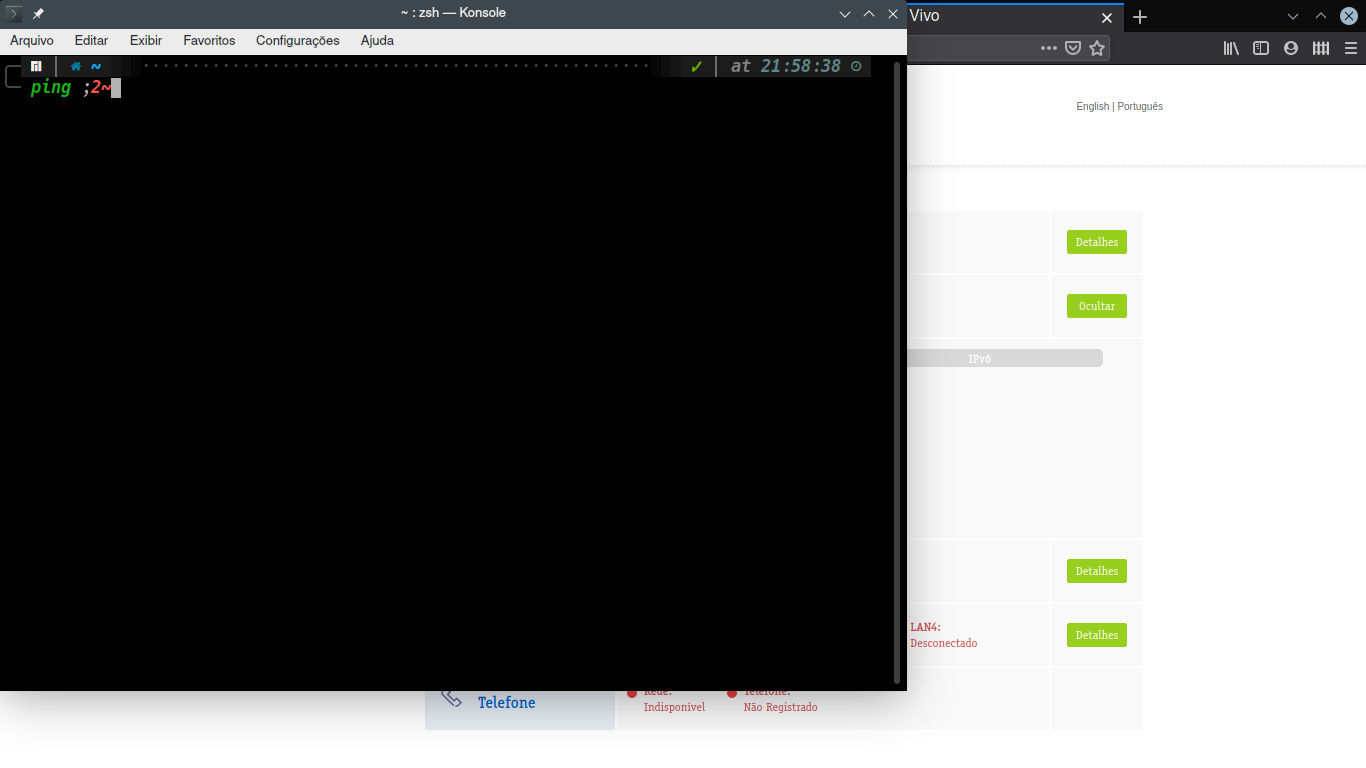 ~ : zsh — Konsole
Arquivo Editar Exibir Favoritos Configurações Ajuda
~ ✓ at 21:58:38
ping ;2~
Vivo
English | Português
Detalhes
Ocultar
IPv6
Detalhes
LAN4:
Desconectado
Detalhes
Telefone
Rede:
Indisponivel
Telefone:
Não Registrado